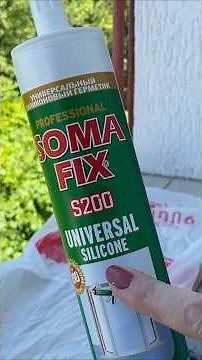 УНИВЕРСАЛЬНЫЙ
СИЛИКОНОВЫЙ ГЕРМЕТИК
PROFESSIONAL
SOMA
FIX
S200
UNIVERSAL
SILICONE